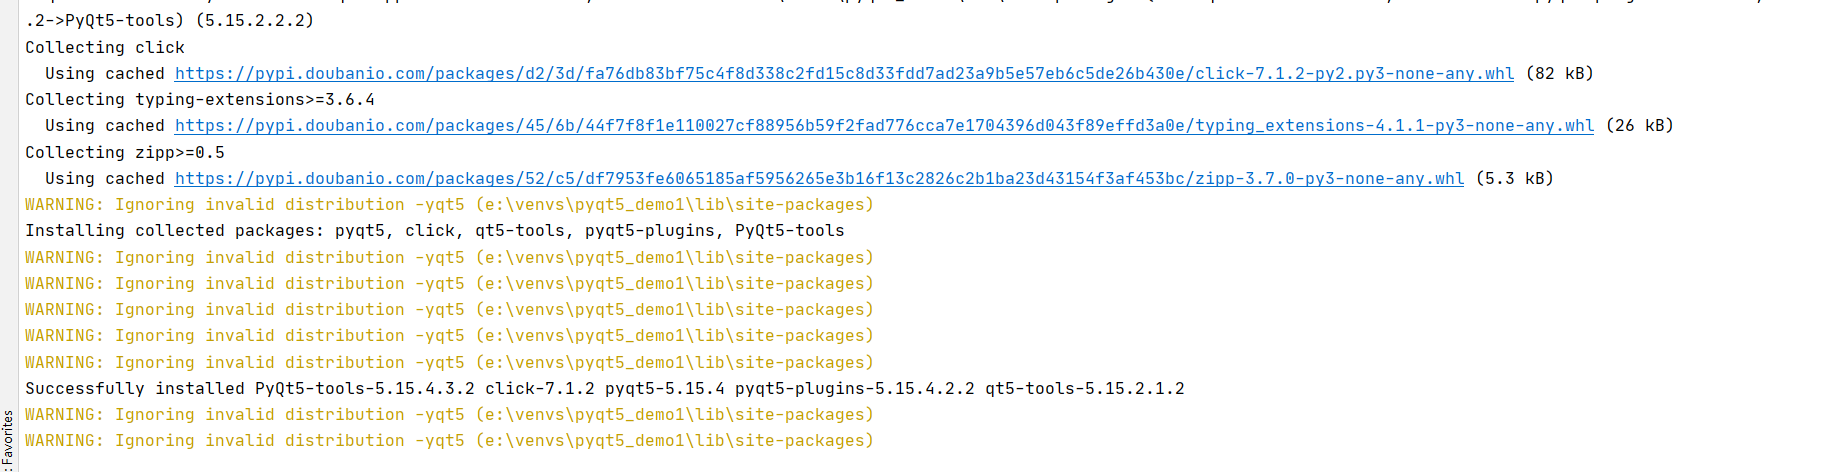 .2->PyQt5-tools) (5.15.2.2.2)
Collecting click
  Using cached https://pypi.doubanio.com/packages/d2/3d/fa76db83bf75c4f8d338c2fd15c8d33fdd7ad23a9b5e57eb6c5de26b430e/click-7.1.2-py2.py3-none-any.whl (82 kB)
Collecting typing-extensions>=3.6.4
  Using cached https://pypi.doubanio.com/packages/45/6b/44f7f8f1e110027cf88956b59f2fad776cca7e1704396d043f89effd3a0e/typing_extensions-4.1.1-py3-none-any.whl (26 kB)
Collecting zipp>=0.5
  Using cached https://pypi.doubanio.com/packages/52/c5/df7953fe6065185af5956265e3b16f13c2826c2b1ba23d43154f3af453bc/zipp-3.7.0-py3-none-any.whl (5.3 kB)
WARNING: Ignoring invalid distribution -yqt5 (e:\venvs\pyqt5_demo1\lib\site-packages)
Installing collected packages: pyqt5, click, qt5-tools, pyqt5-plugins, PyQt5-tools
WARNING: Ignoring invalid distribution -yqt5 (e:\venvs\pyqt5_demo1\lib\site-packages)
WARNING: Ignoring invalid distribution -yqt5 (e:\venvs\pyqt5_demo1\lib\site-packages)
WARNING: Ignoring invalid distribution -yqt5 (e:\venvs\pyqt5_demo1\lib\site-packages)
WARNING: Ignoring invalid distribution -yqt5 (e:\venvs\pyqt5_demo1\lib\site-packages)
WARNING: Ignoring invalid distribution -yqt5 (e:\venvs\pyqt5_demo1\lib\site-packages)
Successfully installed PyQt5-tools-5.15.4.3.2 click-7.1.2 pyqt5-5.15.4 pyqt5-plugins-5.15.4.2.2 qt5-tools-5.15.2.1.2
WARNING: Ignoring invalid distribution -yqt5 (e:\venvs\pyqt5_demo1\lib\site-packages)
WARNING: Ignoring invalid distribution -yqt5 (e:\venvs\pyqt5_demo1\lib\site-packages)
: Favorites